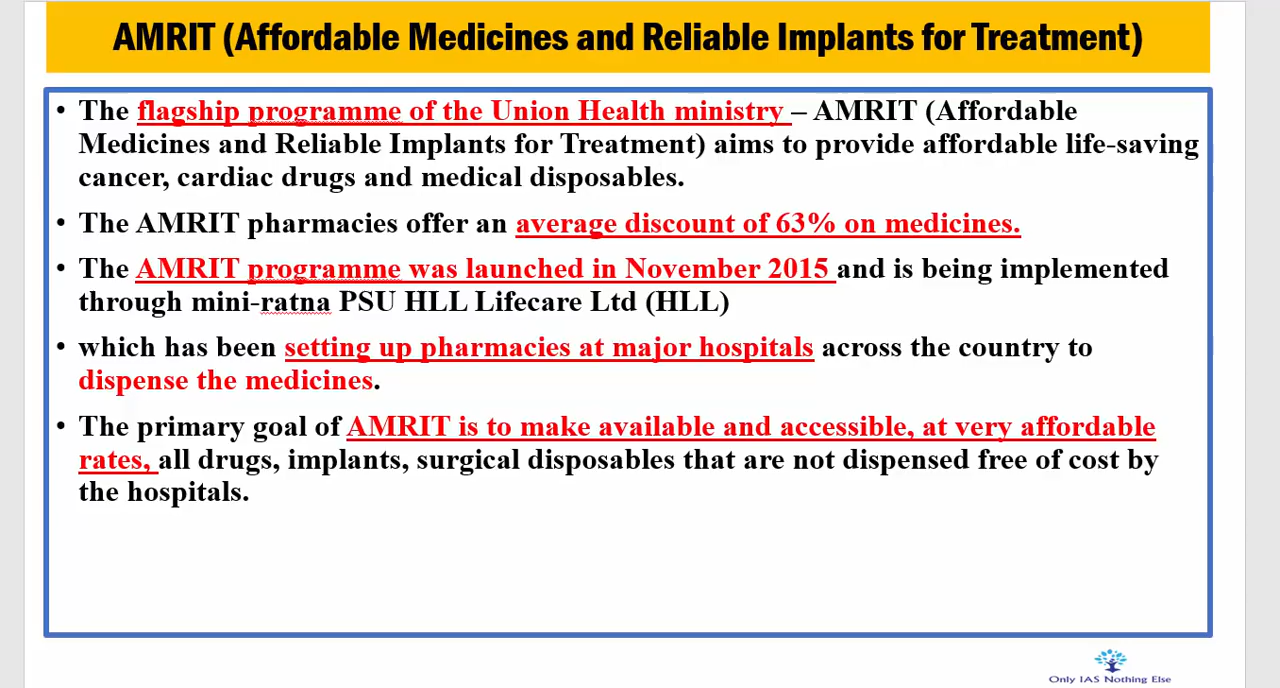 AMRIT (Affordable Medicines and Reliable Implants for Treatment)
• The flagship programme of the Union Health ministry – AMRIT (Affordable
Medicines and Reliable Implants for Treatment) aims to provide affordable life-saving
cancer, cardiac drugs and medical disposables.
• The AMRIT pharmacies offer an average discount of 63% on medicines.
• The AMRIT programme was launched in November 2015 and is being implemented
through mini-ratna PSU HLL Lifecare Ltd (HLL)
• which has been setting up pharmacies at major hospitals across the country to
dispense the medicines.
• The primary goal of AMRIT is to make available and accessible, at very affordable
rates, all drugs, implants, surgical disposables that are not dispensed free of cost by
the hospitals.
Only IAS Nothing Else